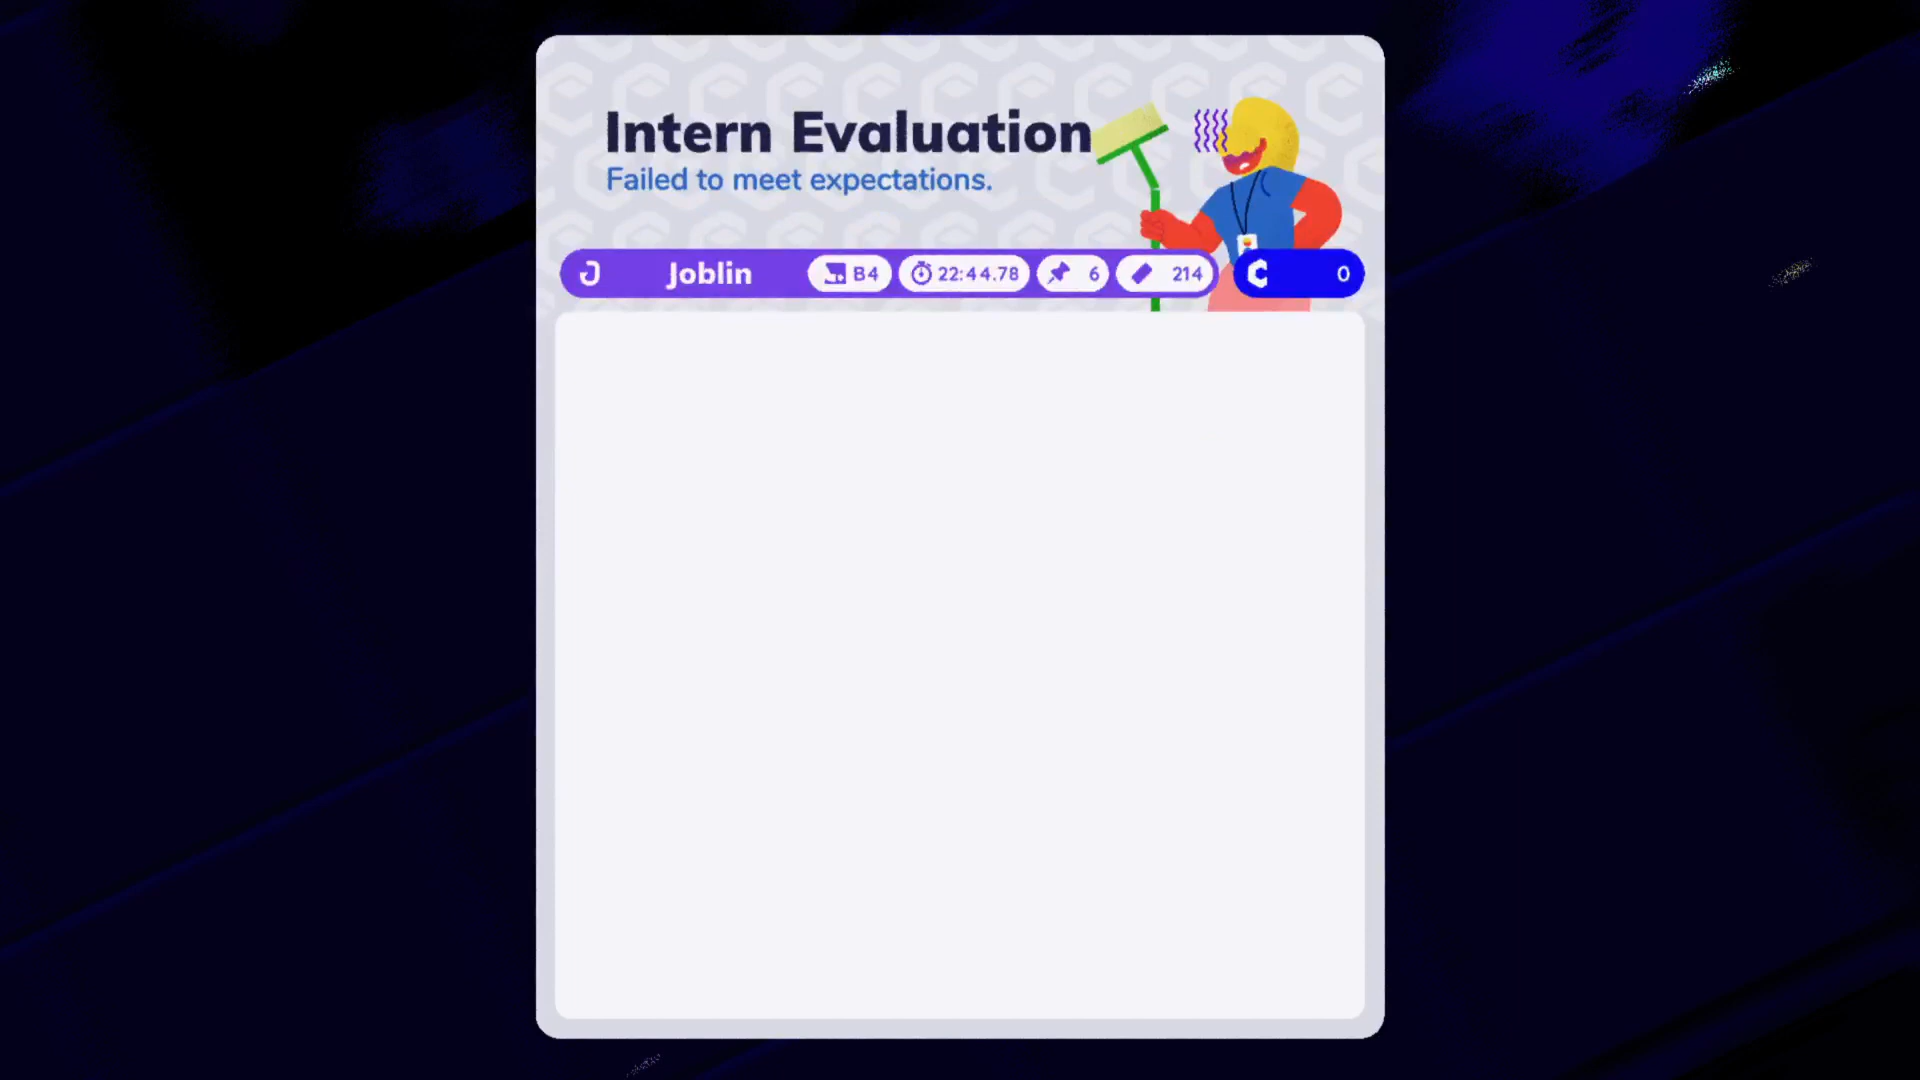 Intern Evaluation
Failed to meet expectations.
Joblin B4 22:44.78 6 214 0